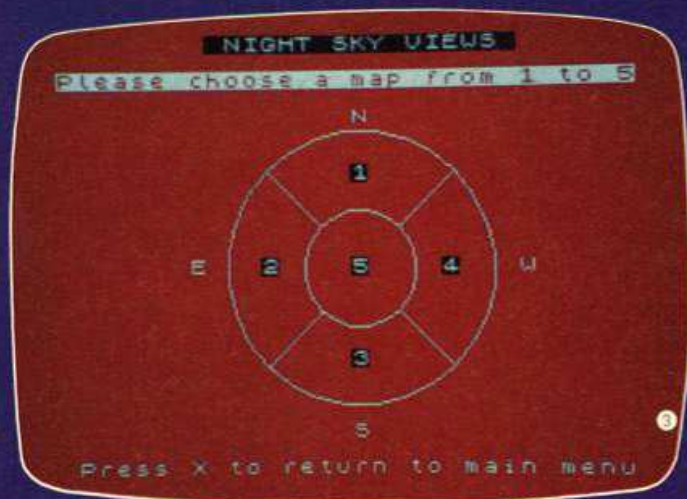 NIGHT SKY VIEWS
Please choose a map from 1 to 5
N
1
E 2 5 4 W
3
S
3
Press X to return to main menu